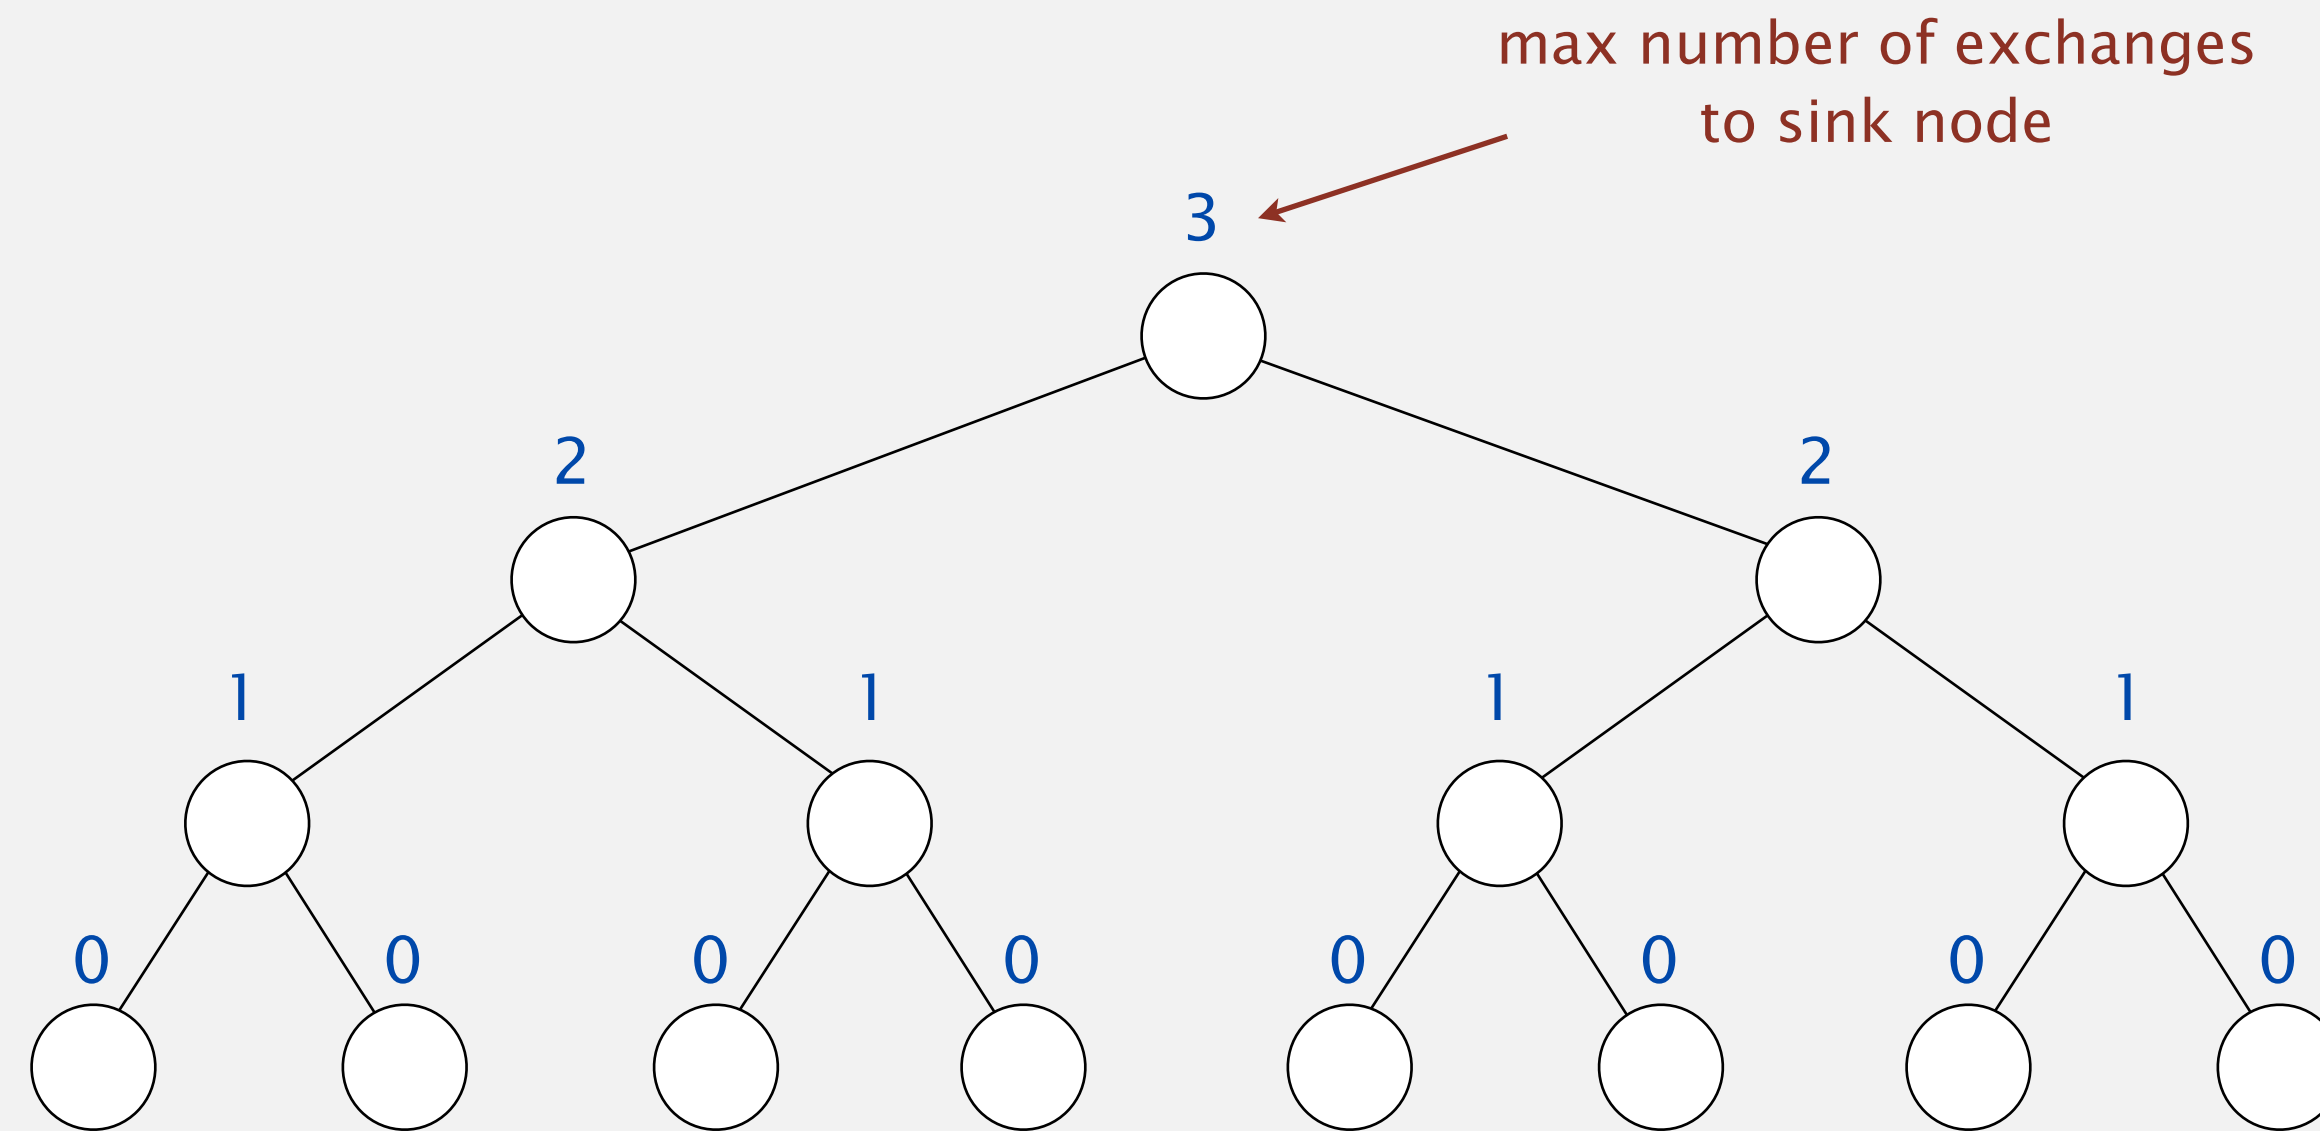 max number of exchanges
to sink node
3
2 2
1 1 1 1
0 0 0 0 0 0 0 0